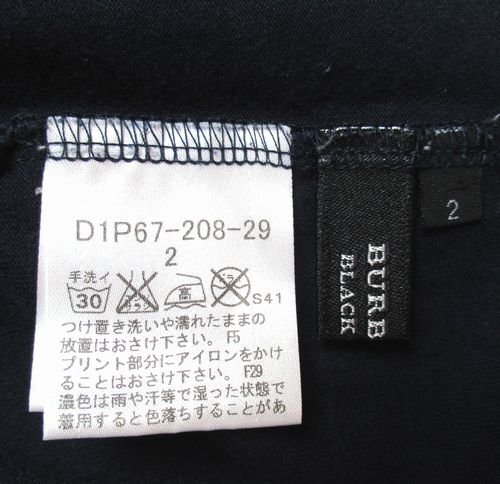 D1P67-208-29
2
手洗イ
30 高 S41
つけ置き洗いや濡れたままの
放置はおさけ下さい。 F5
プリント部分にアイロンをかけ
ることはおさけ下さい。 F29
濃色は雨や汗等で湿った状態で
着用すると色落ちすることがあ
BURB
BLACK
2